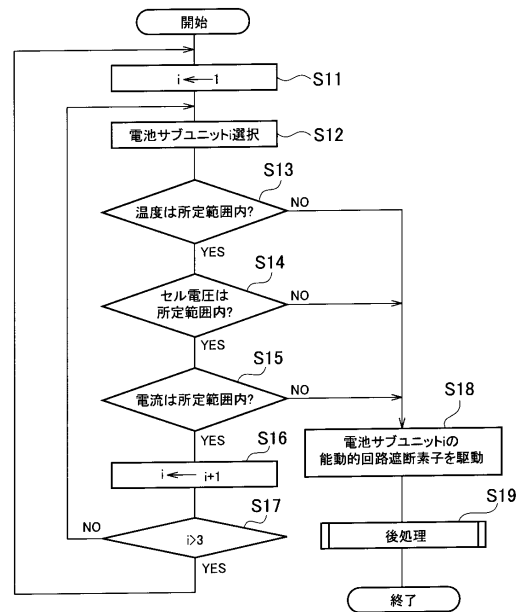 開始
i ← 1
S11
電池サブユニットi選択
S12
S13
温度は所定範囲内?
NO
YES
S14
セル電圧は
所定範囲内?
NO
YES
S15
電流は所定範囲内?
NO
YES
S16
i ← i+1
S17
NO
i>3
YES
S18
電池サブユニットiの
能動的回路遮断素子を駆動
S19
後処理
終了